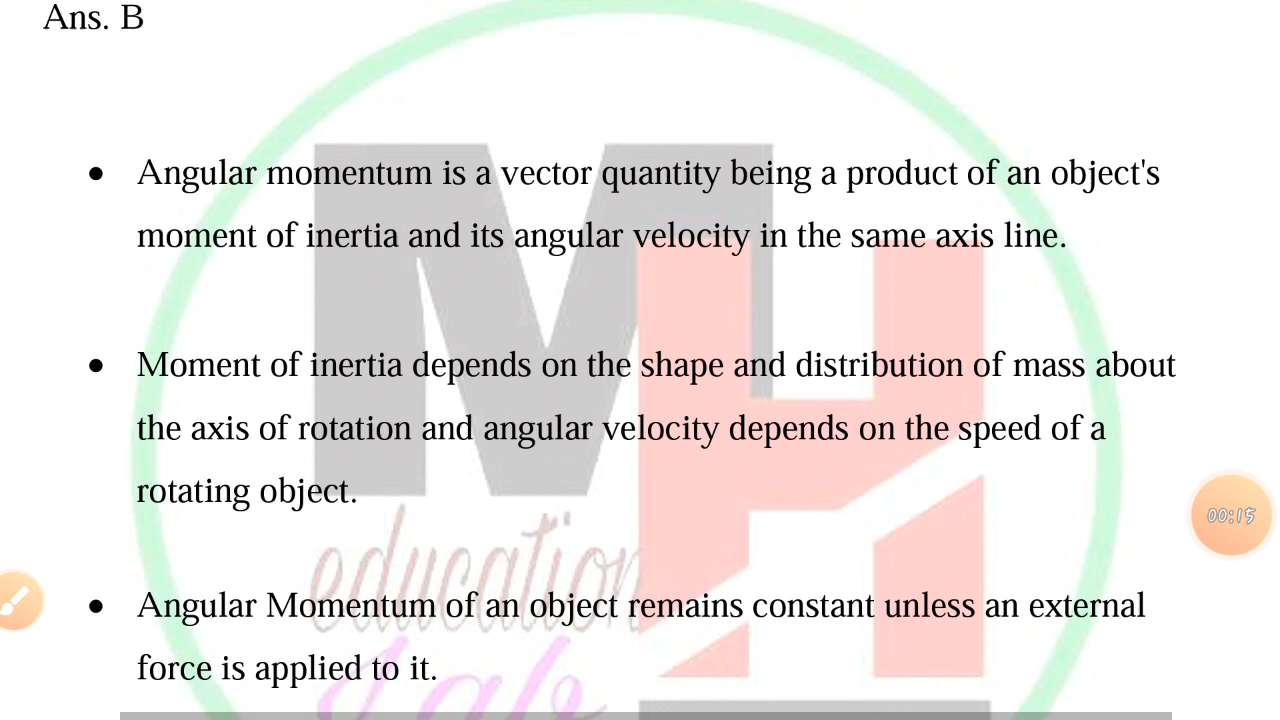 Ans. B
• Angular momentum is a vector quantity being a product of an object's
moment of inertia and its angular velocity in the same axis line.
• Moment of inertia depends on the shape and distribution of mass about
the axis of rotation and angular velocity depends on the speed of a
rotating object.
00:15
• Angular Momentum of an object remains constant unless an external
force is applied to it.
MH
education
Lab